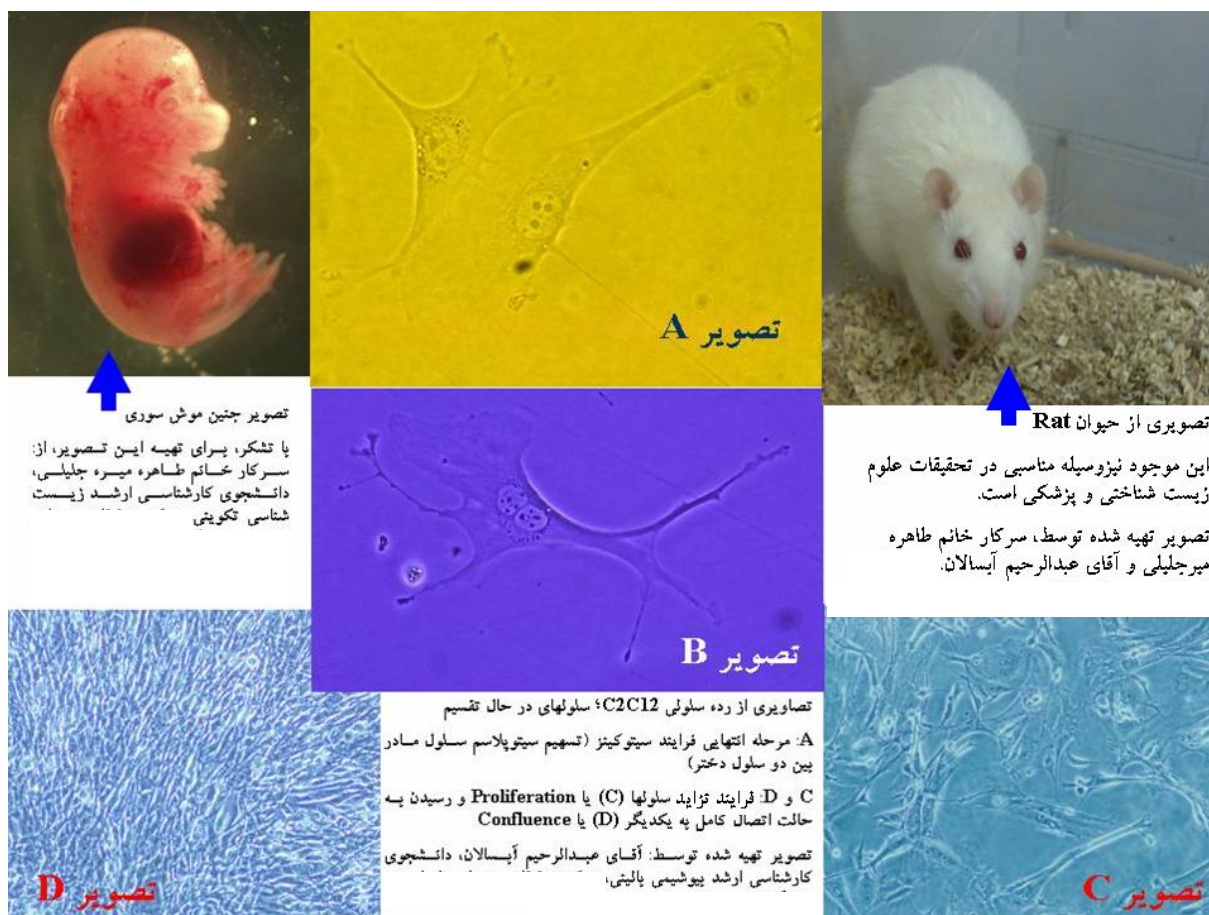 تصویر A
تصویر جنین موش سوری
با تشکر، برای تهیه این تصویر، از:
سرکار خانم طاهره میره جلیلی،
دانشجوی کارشناسی ارشد زیست
شناسی تکوینی
تصویر B
تصویری از حیوان Rat
این موجود نیزوسیله مناسبی در تحقیقات علوم
زیست شناختی و پزشکی است.
تصویر تهیه شده توسط، سرکار خانم طاهره
میرجلیلی و آقای عبدالرحیم آبسالان.
تصویر D
تصاویری از رده سلولی C2C12؛ سلولهای در حال تقسیم
A: مرحله انتهایی فرایند سیتوکینز (تسهیم سیتوپلاسم سلول مادر
بین دو سلول دختر)
C و D: فرایند تزاید سلولها (C) یا Proliferation و رسیدن به
حالت اتصال کامل به یکدیگر (D) یا Confluence
تصویر تهیه شده توسط: آقای عبدالرحیم آبسالان، دانشجوی
کارشناسی ارشد بیوشیمی بالینی،
تصویر C